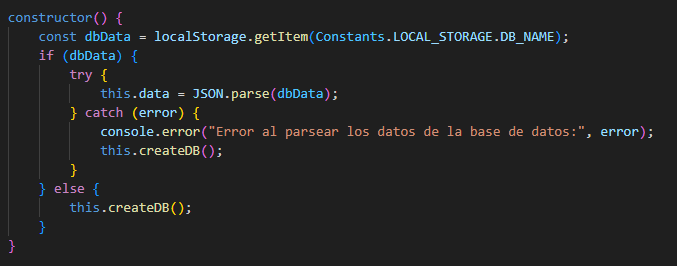 constructor() {
    const dbData = localStorage.getItem(Constants.LOCAL_STORAGE.DB_NAME);
    if (dbData) {
        try {
            this.data = JSON.parse(dbData);
        } catch (error) {
            console.error("Error al parsear los datos de la base de datos:", error);
            this.createDB();
        }
    } else {
        this.createDB();
    }
}